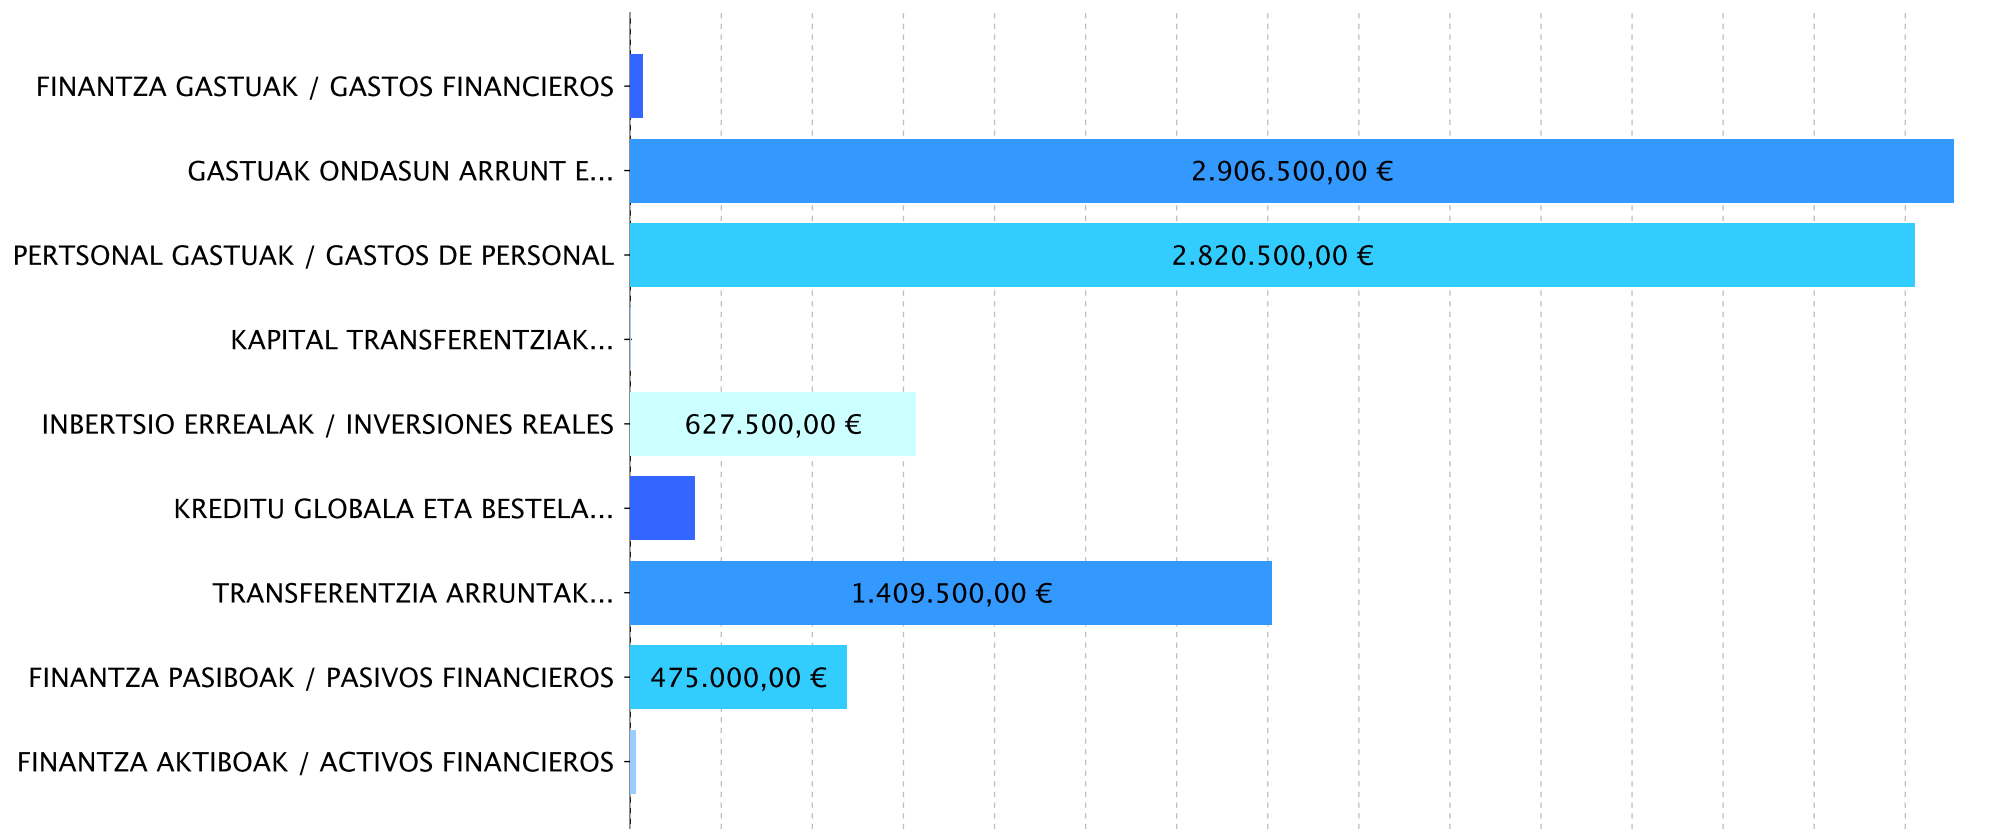 FINANTZA GASTUAK / GASTOS FINANCIEROS
GASTUAK ONDASUN ARRUNT E...
2.906.500,00 €
PERTSONAL GASTUAK / GASTOS DE PERSONAL
2.820.500,00 €
KAPITAL TRANSFERENTZIAK...
INBERTSIO ERREALAK / INVERSIONES REALES
627.500,00 €
KREDITU GLOBALA ETA BESTELA...
TRANSFERENTZIA ARRUNTAK...
1.409.500,00 €
FINANTZA PASIBOAK / PASIVOS FINANCIEROS
475.000,00 €
FINANTZA AKTIBOAK / ACTIVOS FINANCIEROS